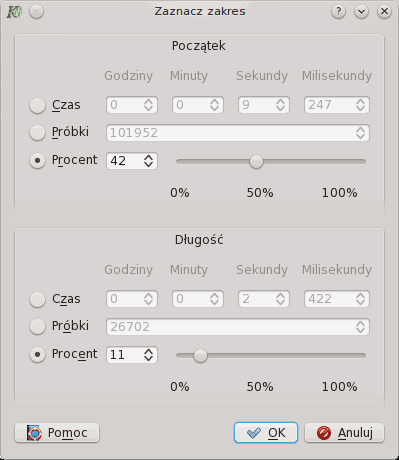 Zaznacz zakres
Początek
Godziny Minuty Sekundy Milisekundy
Czas 0 0 9 247
Próbki 101952
Procent 42
0% 50% 100%
Długość
Godziny Minuty Sekundy Milisekundy
Czas 0 0 2 422
Próbki 26702
Procent 11
0% 50% 100%
Pomoc OK Anuluj